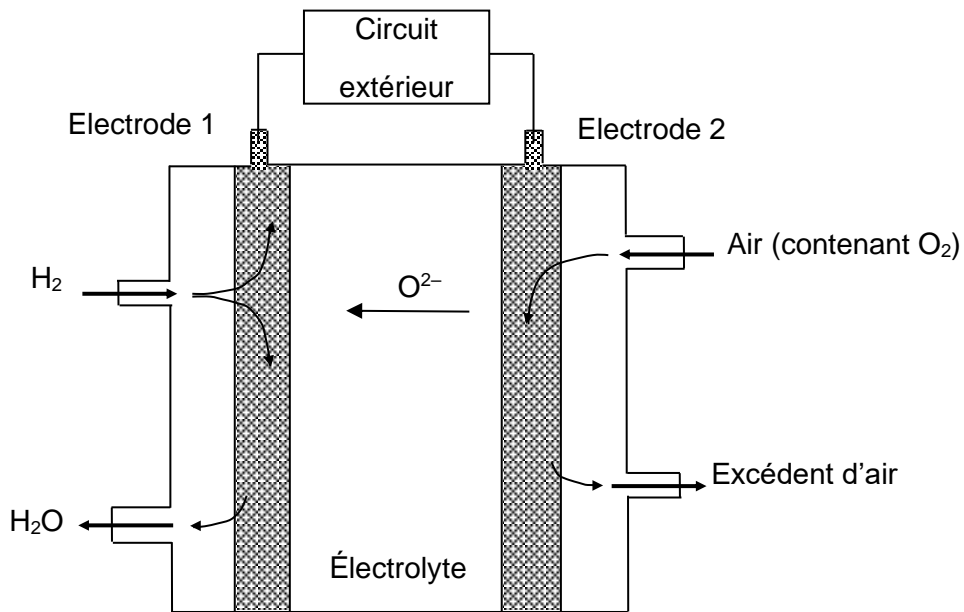 Circuit
extérieur
Electrode 1
Electrode 2
Air (contenant O₂)
H₂
O²⁻
Excédent d’air
H₂O
Électrolyte